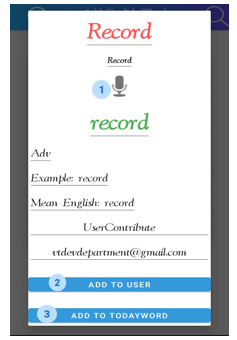 Record
Record
1
record
Adv
Example: record
Mean English: record
UserContribute
vtdevdepartment@gmail.com
2 ADD TO USER
3 ADD TO TODAYWORD